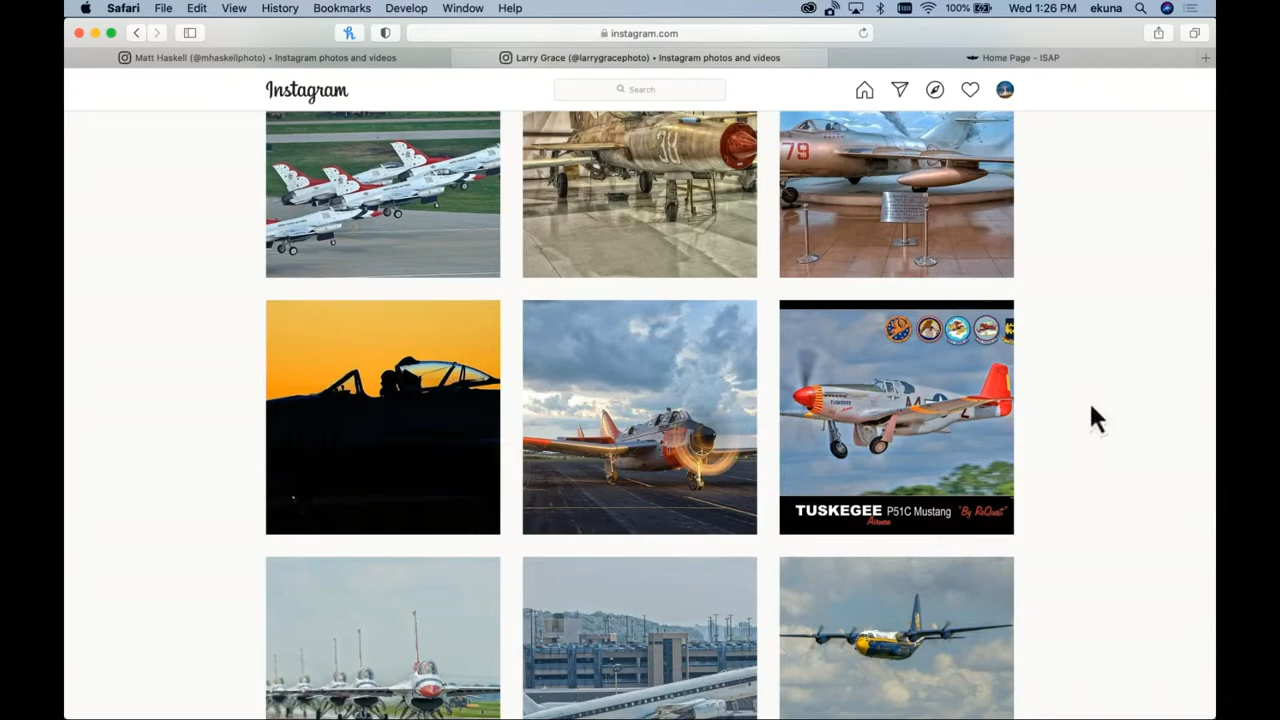 Safari File Edit View History Bookmarks Develop Window Help 100% Wed 1:26 PM ekuna
instagram.com
Matt Haskell (@mhaskellphoto) • Instagram photos and videos
Larry Grace (@larrygracephoto) • Instagram photos and videos
Home Page - ISAP
Instagram
Search
38
79
TUSKEGEE P51C Mustang "By ReQuest"
Airmen